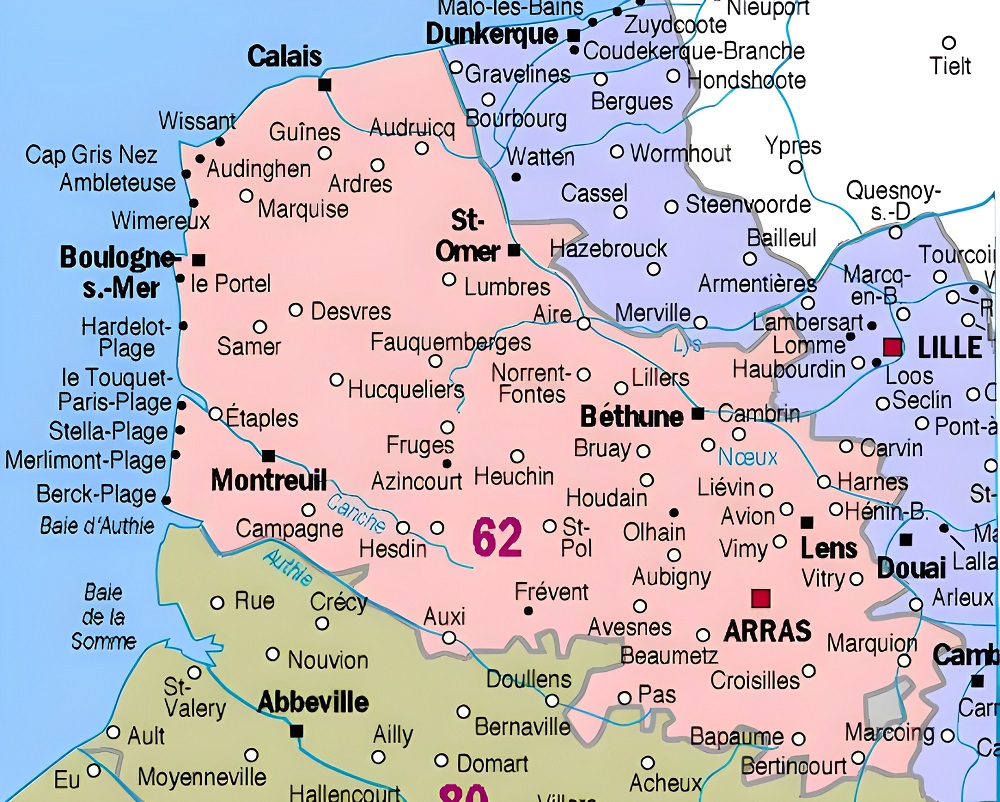 Malo-les-Bains
Nieuport
Zuydcoote
Dunkerque
Coudekerque-Branche
Calais
Gravelines
Hondshoote
Tielt
Bergues
Bourbourg
Wissant
Guînes
Audruicq
Cap Gris Nez
Audinghen
Watten
Wormhout
Ypres
Ambleteuse
Ardres
Marquise
Cassel
Steenvoorde
Quesnoy-
s.-D
Wimereux
St-
Omer
Hazebrouck
Bailleul
Boulogne-
s.-Mer
le Portel
Lumbres
Armentières
Tourcoi
Marcq-
en-B.
Desvres
Aire
Merville
Lambersart
Hardelot-
Plage
Samer
Fauquemberges
Lys
Lomme
LILLE
Haubourdin
le Touquet-
Paris-Plage
Hucqueliers
Norrent-
Fontes
Lillers
Loos
Seclin
Étaples
Béthune
Cambrin
Pont-à
Stella-Plage
Fruges
Bruay
Nœux
Carvin
Merlimont-Plage
Montreuil
Azincourt
Heuchin
Liévin
Harnes
Berck-Plage
Canche
Houdain
Avion
Hénin-B.
St-
Baie d'Authie
Campagne
Hesdin
62
St-
Pol
Olhain
Vimy
Lens
Douai
Lalla
Authie
Aubigny
Vitry
Baie
de la
Somme
Rue
Crécy
Frévent
Arleux
Auxi
Avesnes
ARRAS
Marquion
Nouvion
Beaumetz
Camb
St-
Valery
Doullens
Croisilles
Abbeville
Pas
Ault
Ailly
Bernaville
Bapaume
Marcoing
Eu
Moyenneville
Domart
Acheux
Bertincourt
Hallencourt
80
Villers